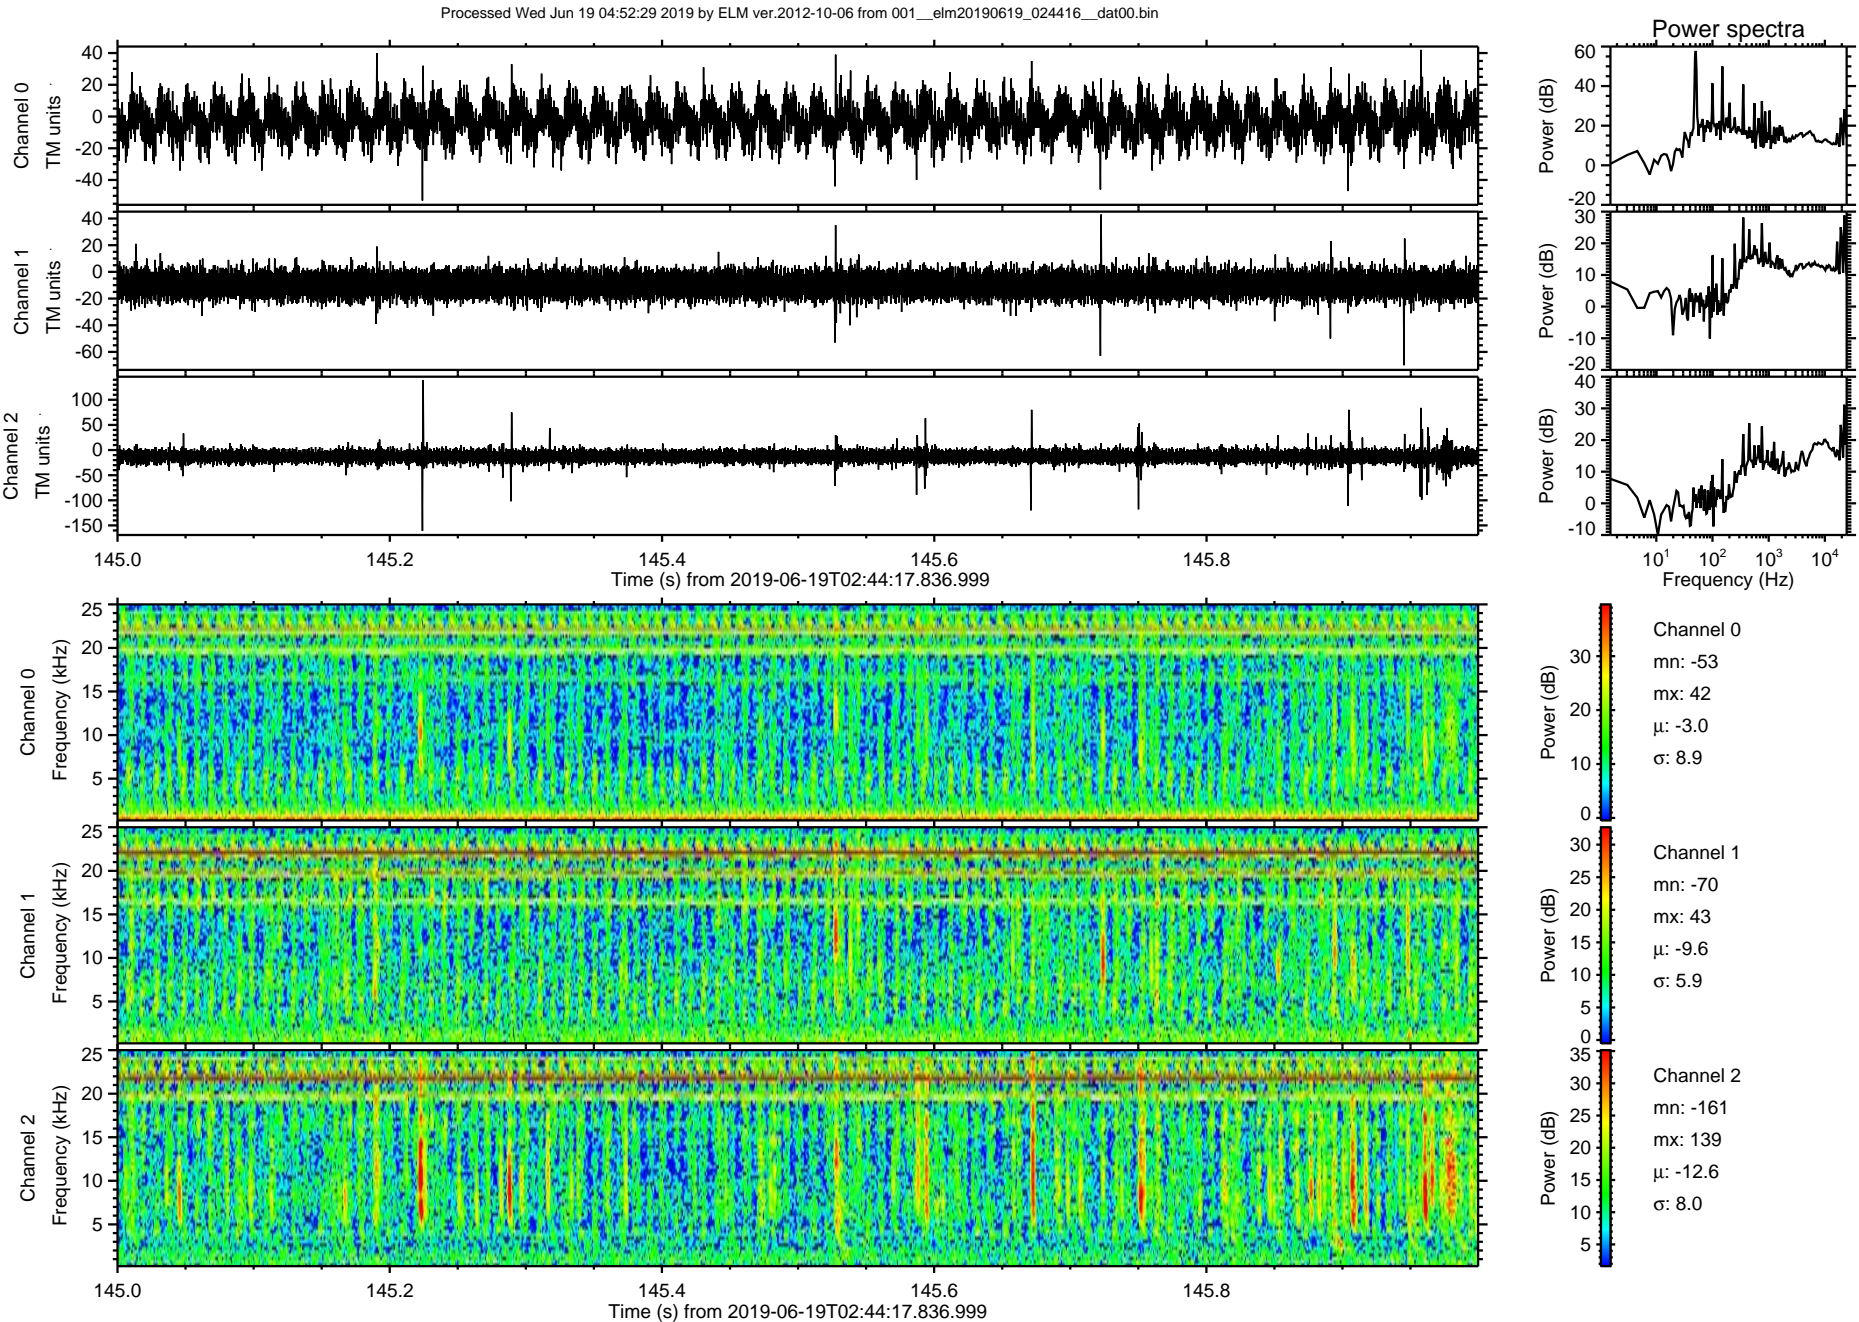 Processed Wed Jun 19 04:52:29 2019 by ELM ver.2012-10-06 from 001__elm20190619_024416__dat00.bin
Power spectra
Channel 0
TM units
40
20
0
-20
-40
Power (dB)
60
40
20
0
-20
Channel 1
TM units
40
20
0
-20
-40
-60
Power (dB)
30
20
10
0
-10
-20
Channel 2
TM units
100
50
0
-50
-100
-150
Power (dB)
40
30
20
10
0
-10
145.0 145.2 145.4 145.6 145.8
Time (s) from 2019-06-19T02:44:17.836.999
10^1 10^2 10^3 10^4
Frequency (Hz)
Channel 0
Frequency (kHz)
25
20
15
10
5
Power (dB)
30
20
10
0
Channel 0
mn: -53
mx: 42
μ: -3.0
σ: 8.9
Channel 1
Frequency (kHz)
25
20
15
10
5
Power (dB)
30
25
20
15
10
5
0
Channel 1
mn: -70
mx: 43
μ: -9.6
σ: 5.9
Channel 2
Frequency (kHz)
25
20
15
10
5
Power (dB)
35
30
25
20
15
10
5
Channel 2
mn: -161
mx: 139
μ: -12.6
σ: 8.0
145.0 145.2 145.4 145.6 145.8
Time (s) from 2019-06-19T02:44:17.836.999